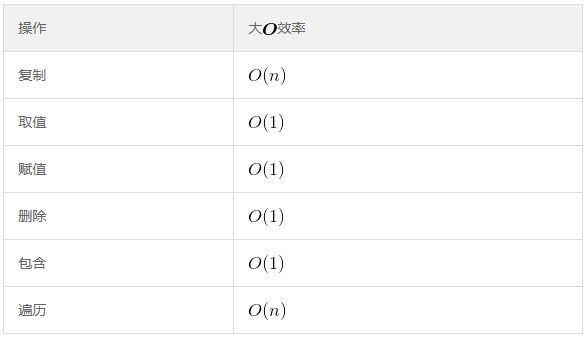 操作 大O效率
复制 O(n)
取值 O(1)
赋值 O(1)
删除 O(1)
包含 O(1)
遍历 O(n)